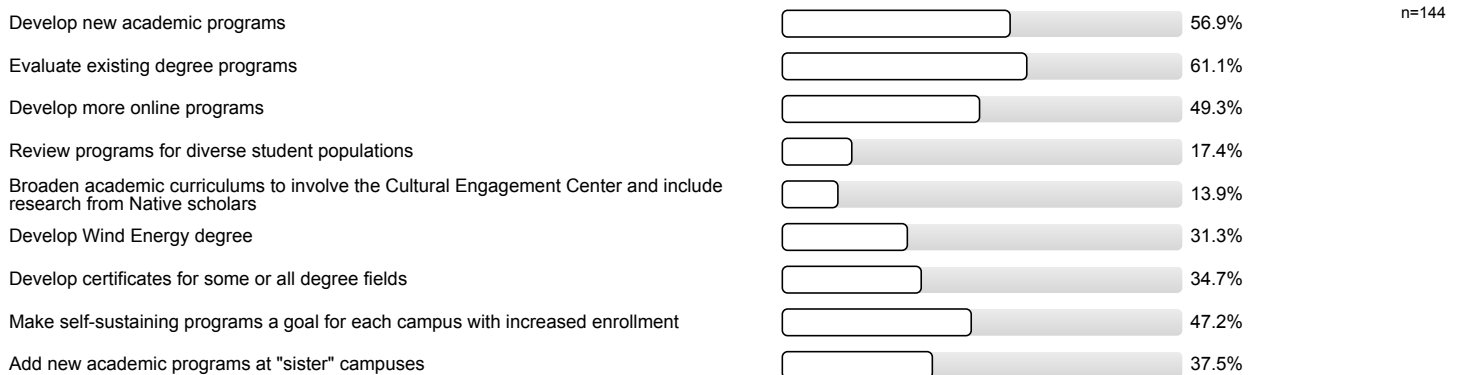 Develop new academic programs 56.9% n=144
Evaluate existing degree programs 61.1%
Develop more online programs 49.3%
Review programs for diverse student populations 17.4%
Broaden academic curriculums to involve the Cultural Engagement Center and include
research from Native scholars 13.9%
Develop Wind Energy degree 31.3%
Develop certificates for some or all degree fields 34.7%
Make self-sustaining programs a goal for each campus with increased enrollment 47.2%
Add new academic programs at "sister" campuses 37.5%